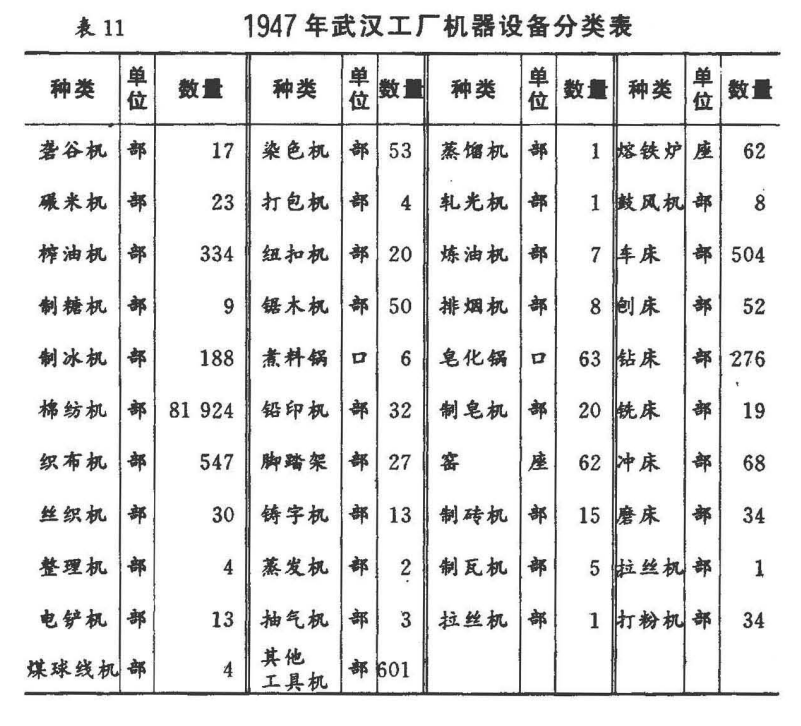 表 11 1947年武汉工厂机器设备分类表
种类 单位 数量 种类 单位 数量 种类 单位 数量 种类 单位 数量
砻谷机 部 17 染色机 部 53 蒸馏机 部 1 熔铁炉 座 62
碾米机 部 23 打包机 部 4 轧光机 部 1 鼓风机 部 8
榨油机 部 334 纽扣机 部 20 炼油机 部 7 车床 部 504
制糖机 部 9 锯木机 部 50 排烟机 部 8 刨床 部 52
制冰机 部 188 煮料锅 口 6 皂化锅 口 63 钻床 部 276
棉纺机 部 81 924 铅印机 部 32 制皂机 部 20 铣床 部 19
织布机 部 547 脚踏架 部 27 窑 座 62 冲床 部 68
丝织机 部 30 铸字机 部 13 制砖机 部 15 磨床 部 34
整理机 部 4 蒸发机 部 2 制瓦机 部 5 拉丝机 部 1
电铲机 部 13 抽气机 部 3 拉丝机 部 1 打粉机 部 34
煤球线机 部 4 其他工具机 部 601